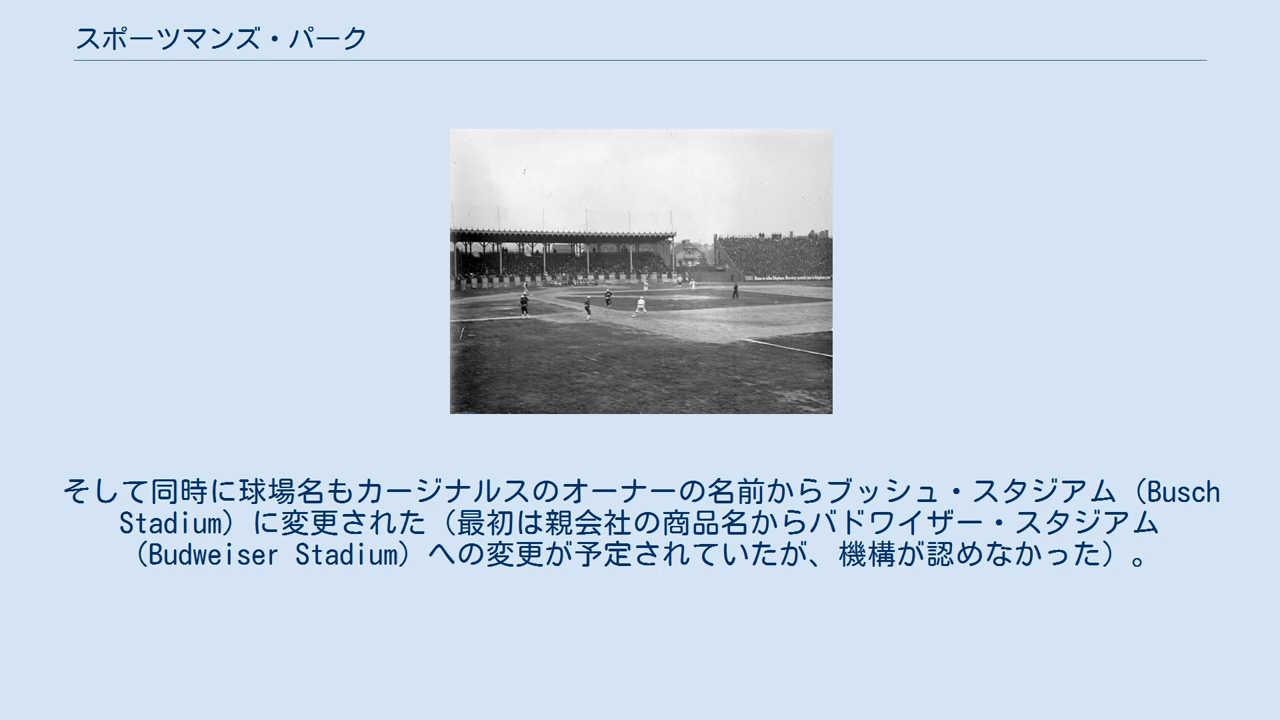 スポーツマンズ・パーク
そして同時に球場名もカージナルスのオーナーの名前からブッシュ・スタジアム（Busch
Stadium）に変更された（最初は親会社の商品名からバドワイザー・スタジアム
（Budweiser Stadium）への変更が予定されていたが、機構が認めなかった）。